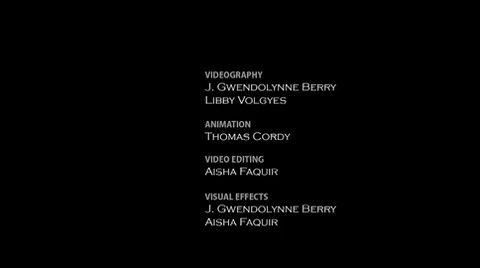 VIDEOGRAPHY
J. Gwendolynne Berry
Libby Volgyes
ANIMATION
Thomas Cordy
VIDEO EDITING
Aisha Faquir
VISUAL EFFECTS
J. Gwendolynne Berry
Aisha Faquir